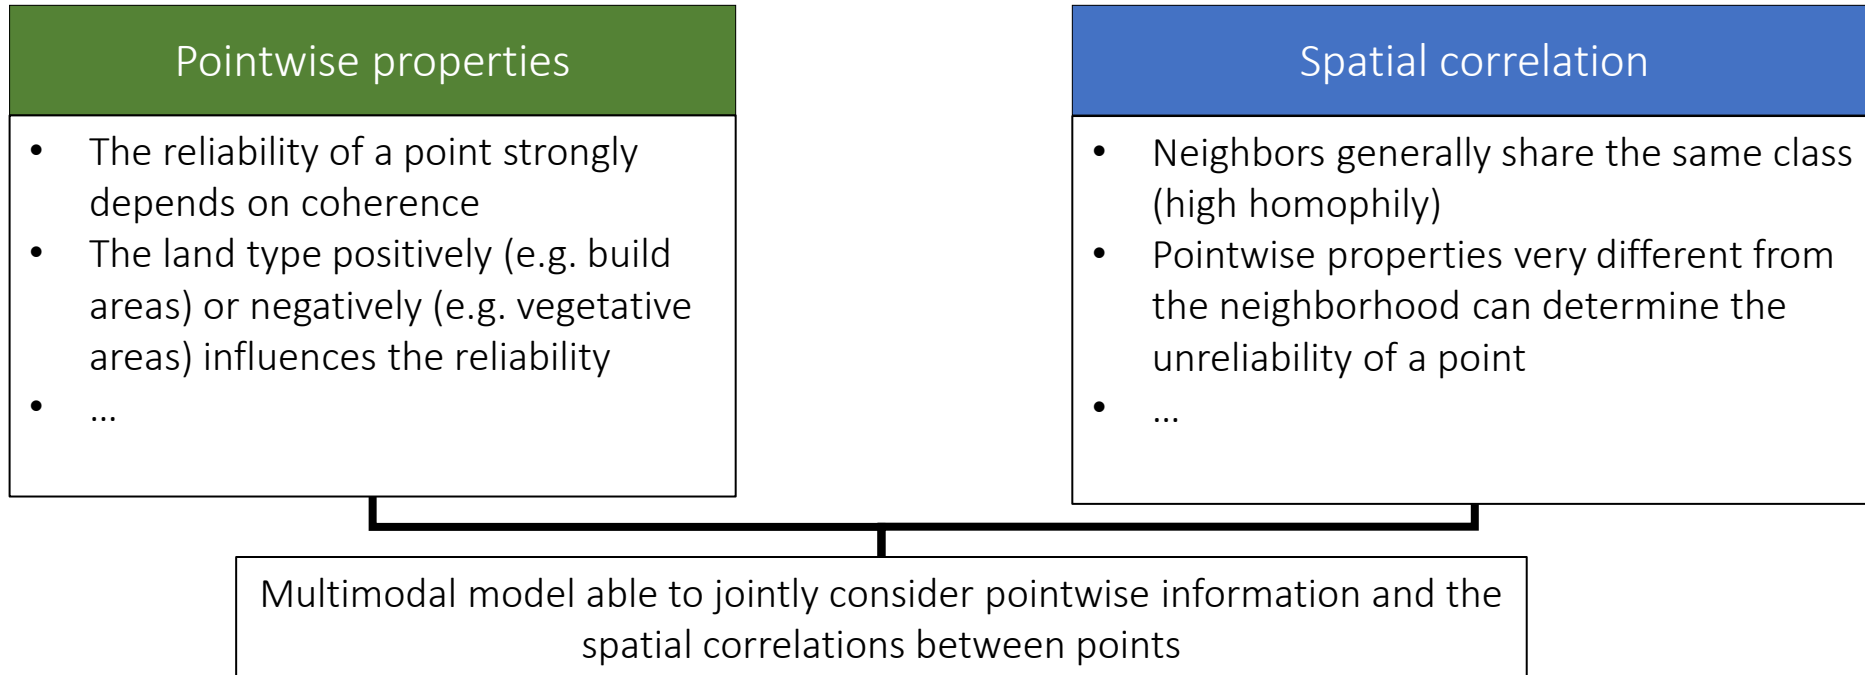 Pointwise properties
• The reliability of a point strongly
depends on coherence
• The land type positively (e.g. build
areas) or negatively (e.g. vegetative
areas) influences the reliability
• ...
Spatial correlation
• Neighbors generally share the same class
(high homophily)
• Pointwise properties very different from
the neighborhood can determine the
unreliability of a point
• ...
Multimodal model able to jointly consider pointwise information and the
spatial correlations between points